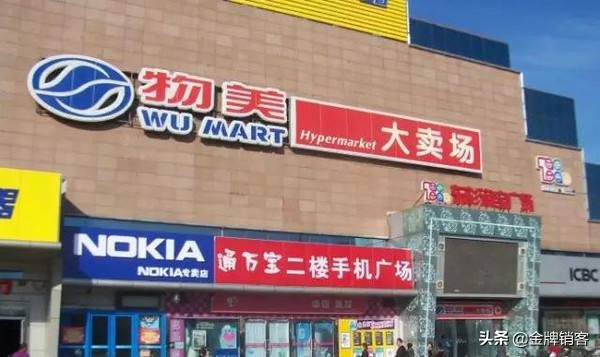 物美
WU MART
Hypermarket 大卖场
NOKIA
NOKIA专卖店
通万宝二楼手机广场
ICBC
头条 @金牌销客